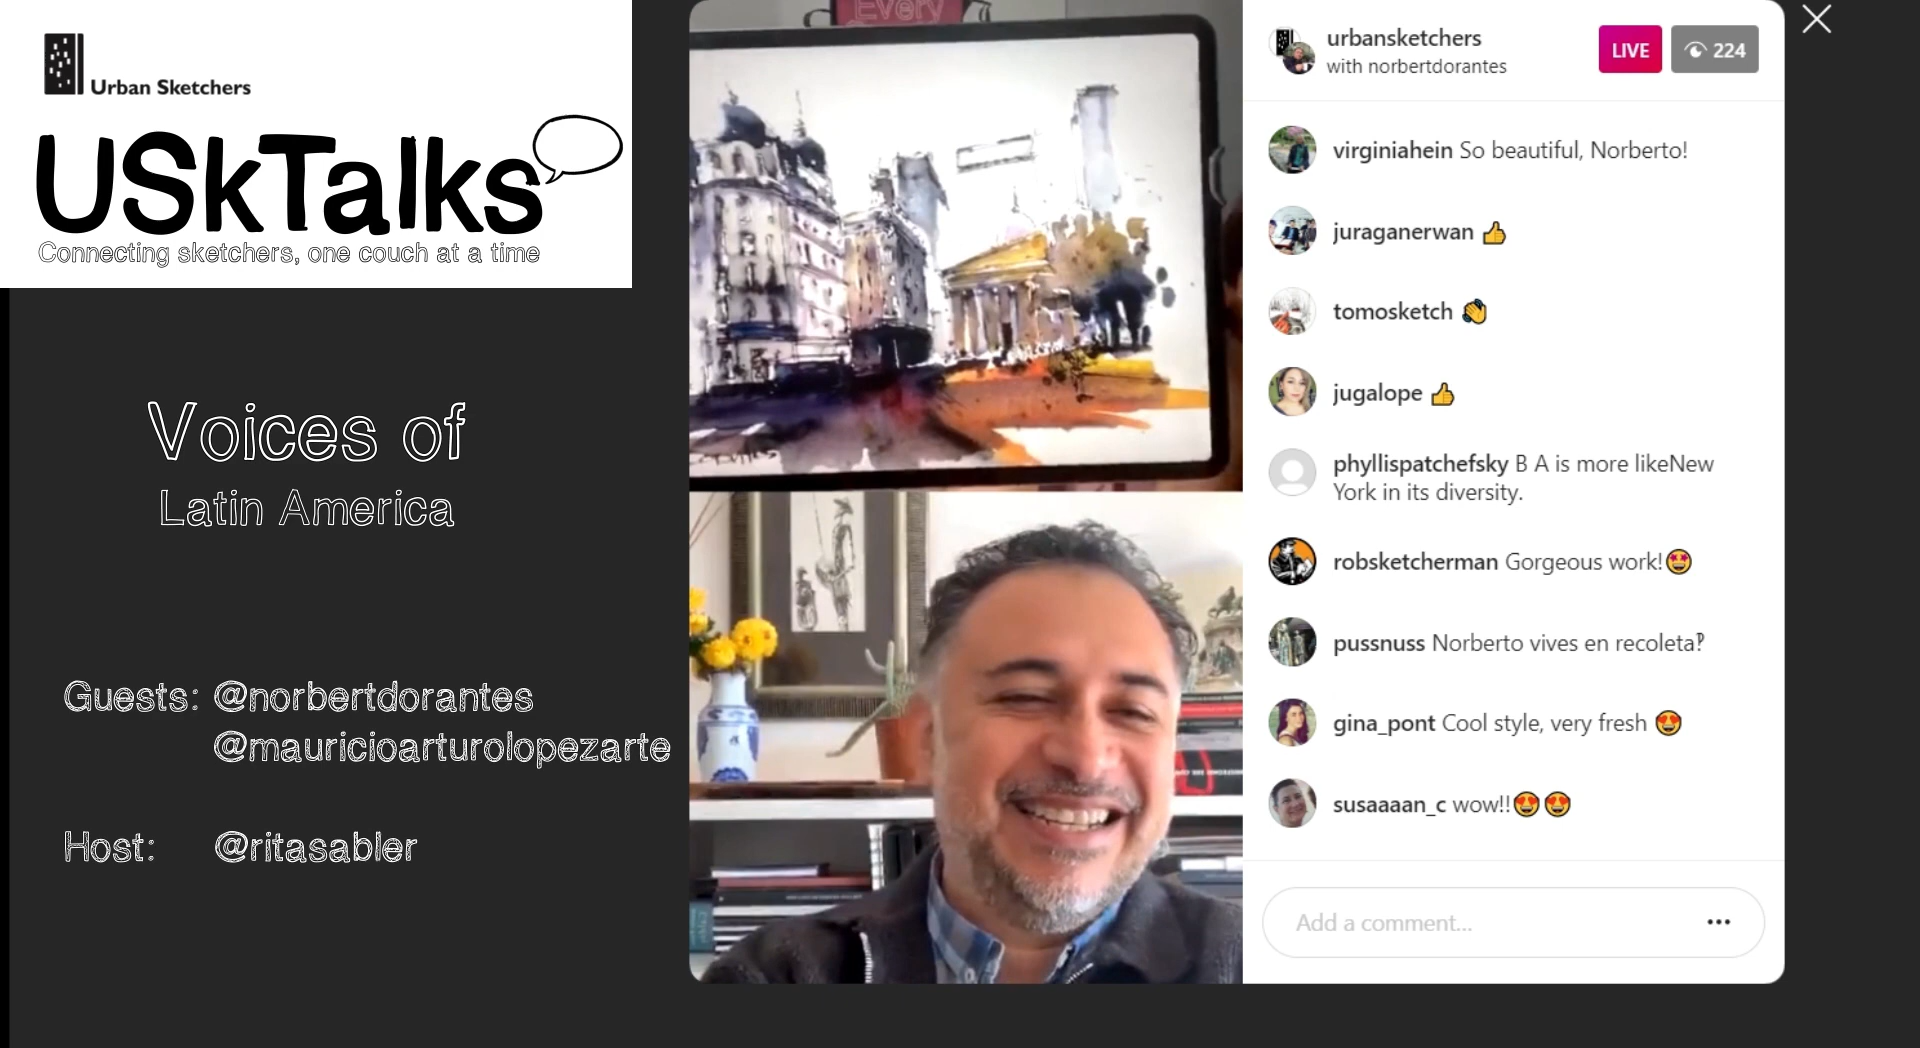 Urban Sketchers
USkTalks
Connecting sketchers, one couch at a time
Voices of
Latin America
Guests: @norbertdorantes
@mauricioarturolopezarte
Host: @ritasabler
Every
urbansketchers
with norbertdorantes
LIVE
224
virginiahein So beautiful, Norberto!
juraganerwan 👍
tomosketch 👏
jugalope 👍
phyllispatchefsky B A is more likeNew
York in its diversity.
robsketcherman Gorgeous work!🤩
pussnuss Norberto vives en recoleta‽
gina_pont Cool style, very fresh 😍
susaaaan_c wow!!😍😍
Add a comment...